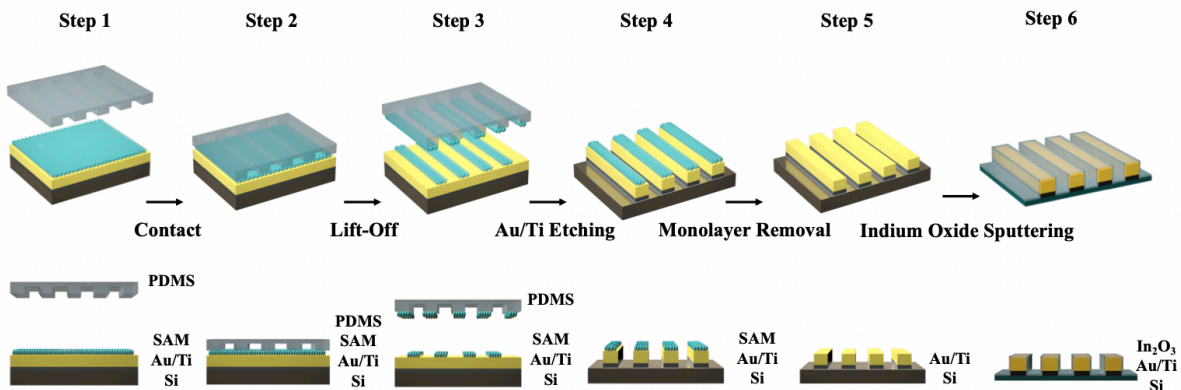 Step 1 Step 2 Step 3 Step 4 Step 5 Step 6
Contact Lift-Off Au/Ti Etching Monolayer Removal Indium Oxide Sputtering
PDMS
SAM
Au/Ti
Si
PDMS
SAM
Au/Ti
Si
PDMS
SAM
Au/Ti
Si
SAM
Au/Ti
Si
Au/Ti
Si
In₂O₃
Au/Ti
Si